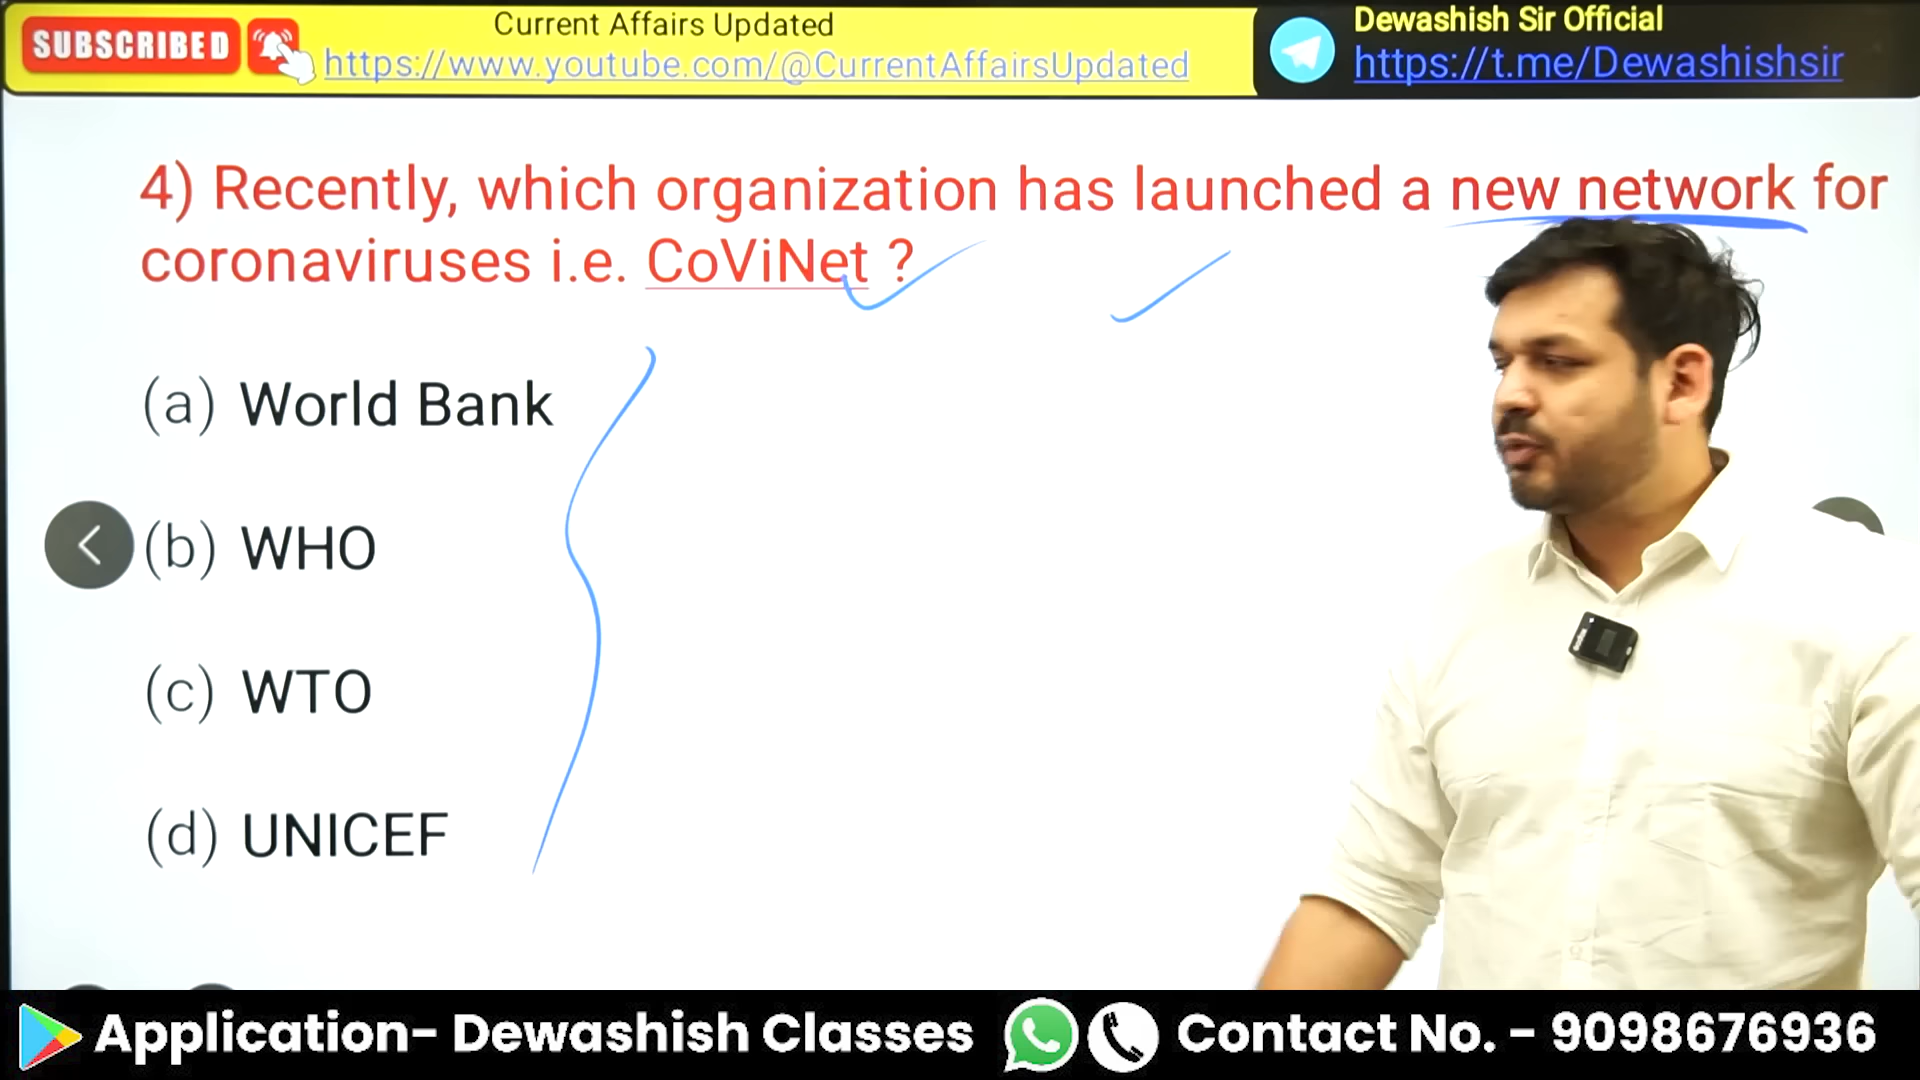 SUBSCRIBED
Current Affairs Updated
https://www.youtube.com/@CurrentAffairsUpdated
Dewashish Sir Official
https://t.me/Dewashishsir
4) Recently, which organization has launched a new network for
coronaviruses i.e. CoViNet ?
(a) World Bank
(b) WHO
(c) WTO
(d) UNICEF
Application- Dewashish Classes
Contact No. - 9098676936